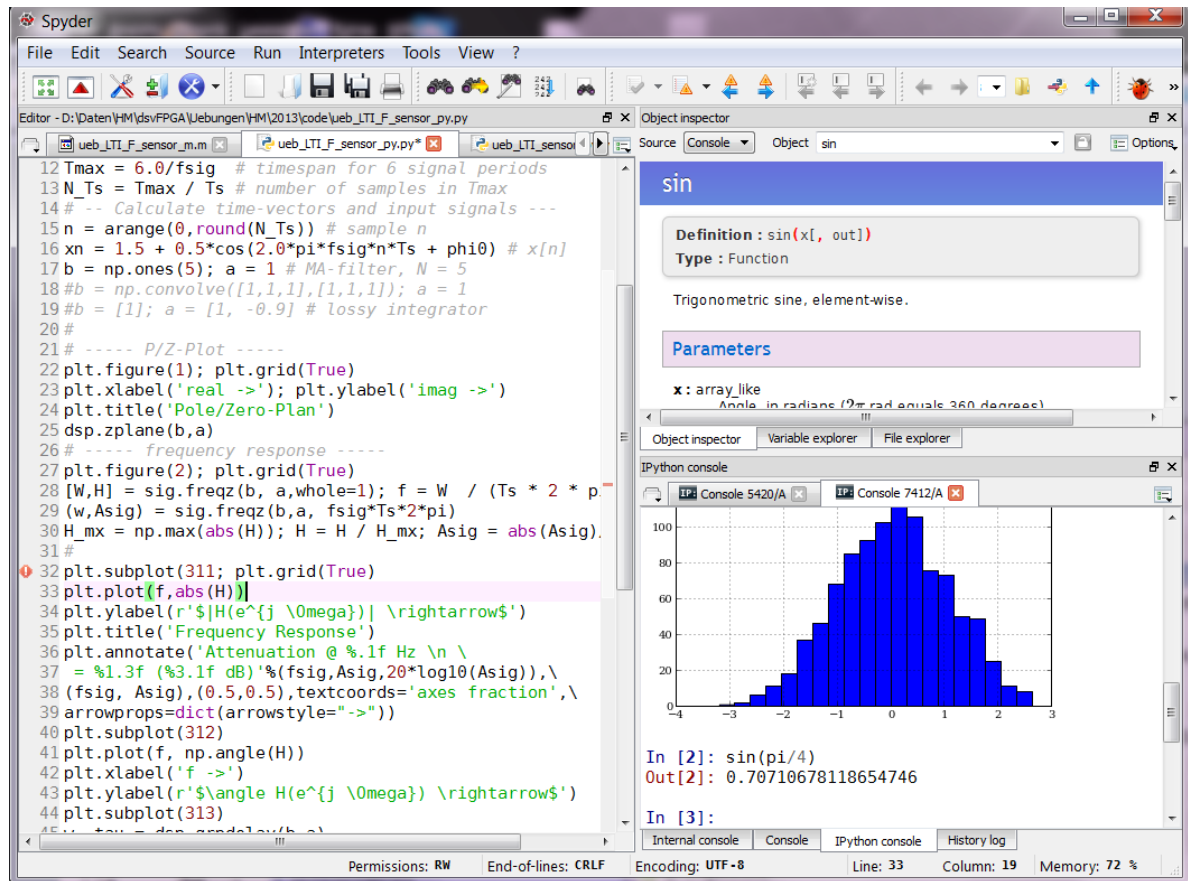 Spyder
File Edit Search Source Run Interpreters Tools View ?
Editor - D:\Daten\HM\dsvFPGA\Uebungen\HM\2013\code\ueb_LTI_F_sensor_py.py
ueb_LTI_F_sensor_m.m ueb_LTI_F_sensor_py.py* ueb_LTI_sensor
12 Tmax = 6.0/fsig  # timespan for 6 signal periods
13 N_Ts = Tmax / Ts # number of samples in Tmax
14 # -- Calculate time-vectors and input signals ---
15 n = arange(0,round(N_Ts)) # sample n
16 xn = 1.5 + 0.5*cos(2.0*pi*fsig*n*Ts + phi0) # x[n]
17 b = np.ones(5); a = 1 # MA-filter, N = 5
18 #b = np.convolve([1,1,1],[1,1,1]); a = 1
19 #b = [1]; a = [1, -0.9] # lossy integrator
20 #
21 # ----- P/Z-Plot -----
22 plt.figure(1); plt.grid(True)
23 plt.xlabel('real ->'); plt.ylabel('imag ->')
24 plt.title('Pole/Zero-Plan')
25 dsp.zplane(b,a)
26 # ----- frequency response -----
27 plt.figure(2); plt.grid(True)
28 [W,H] = sig.freqz(b, a,whole=1); f = W  / (Ts * 2 * p
29 (w,Asig) = sig.freqz(b,a, fsig*Ts*2*pi)
30 H_mx = np.max(abs(H)); H = H / H_mx; Asig = abs(Asig)
31 #
32 plt.subplot(311; plt.grid(True)
33 plt.plot(f,abs(H))
34 plt.ylabel(r'$|H(e^{j \Omega})| \rightarrow$')
35 plt.title('Frequency Response')
36 plt.annotate('Attenuation @ %.1f Hz \n \
37  = %1.3f (%3.1f dB)'%(fsig,Asig,20*log10(Asig)),\
38 (fsig, Asig),(0.5,0.5),textcoords='axes fraction',\
39 arrowprops=dict(arrowstyle="->"))
40 plt.subplot(312)
41 plt.plot(f, np.angle(H))
42 plt.xlabel('f ->')
43 plt.ylabel(r'$\angle H(e^{j \Omega}) \rightarrow$')
44 plt.subplot(313)
Object inspector
Source Console Object sin Options
sin
Definition : sin(x[, out])
Type : Function
Trigonometric sine, element-wise.
Parameters
x : array_like
Angle, in radians (2π rad equals 360 degrees)
Object inspector Variable explorer File explorer
IPython console
IP: Console 5420/A IP: Console 7412/A
100
80
60
40
20
0
-4 -3 -2 -1 0 1 2 3
In [2]: sin(pi/4)
Out[2]: 0.70710678118654746
In [3]:
Internal console Console IPython console History log
Permissions: RW End-of-lines: CRLF Encoding: UTF-8 Line: 33 Column: 19 Memory: 72 %